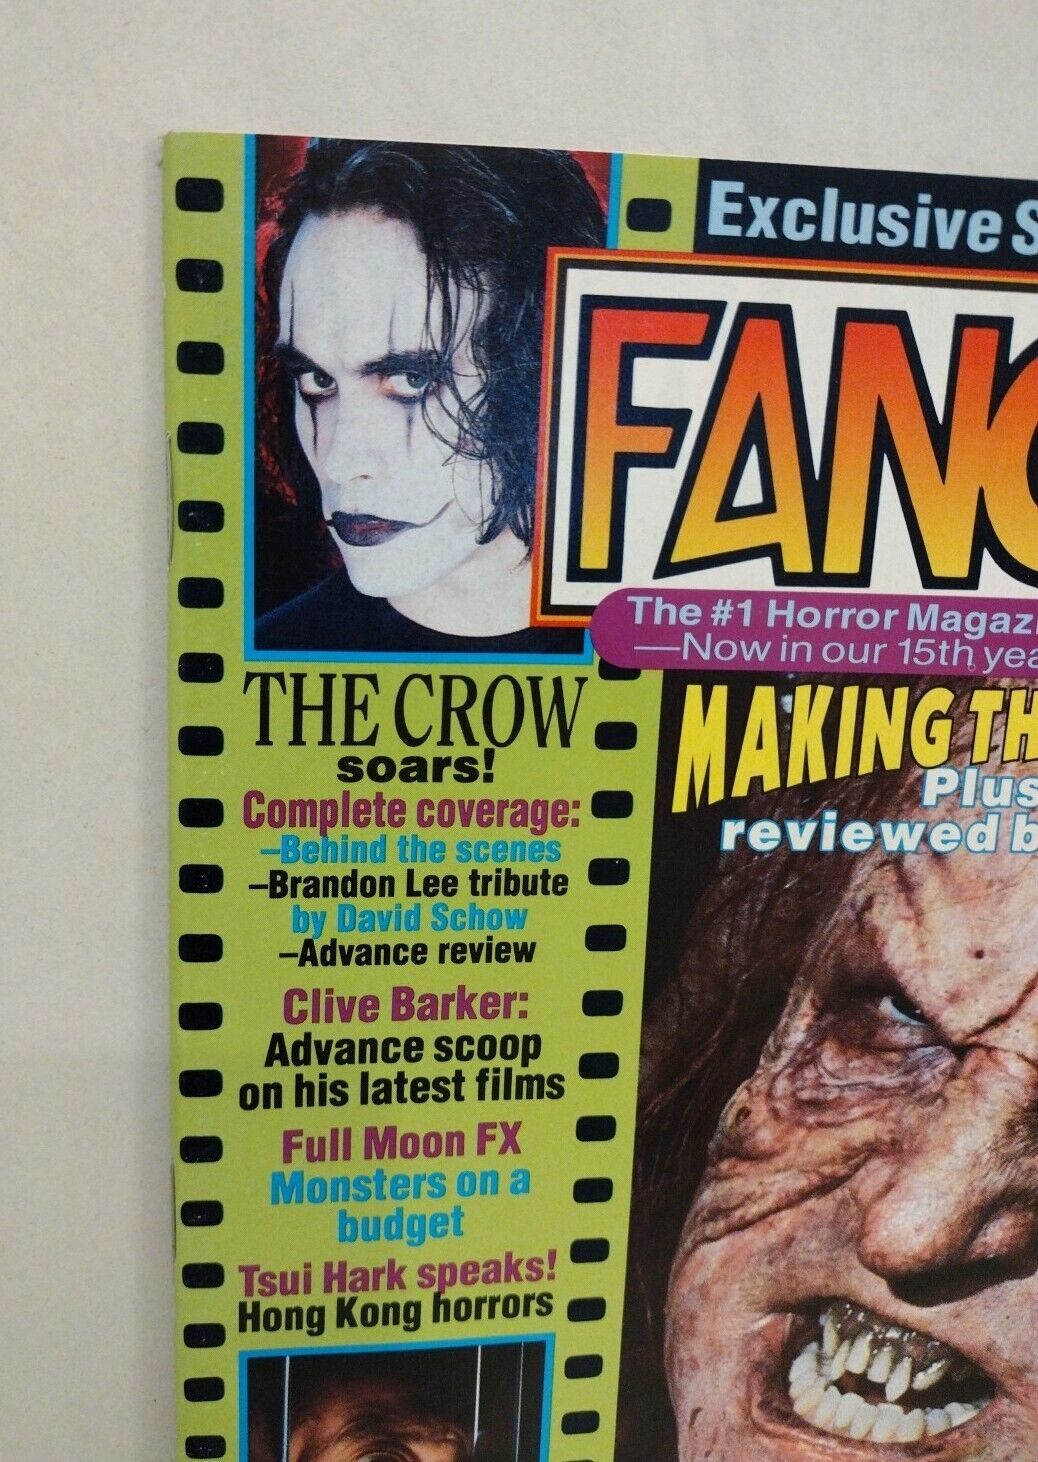 Exclusive S
FANG
The #1 Horror Magazi
—Now in our 15th yea
THE CROW
soars!
Complete coverage:
–Behind the scenes
–Brandon Lee tribute
by David Schow
–Advance review
Clive Barker:
Advance scoop
on his latest films
Full Moon FX
Monsters on a
budget
Tsui Hark speaks!
Hong Kong horrors
MAKING TH
Plus
reviewed b